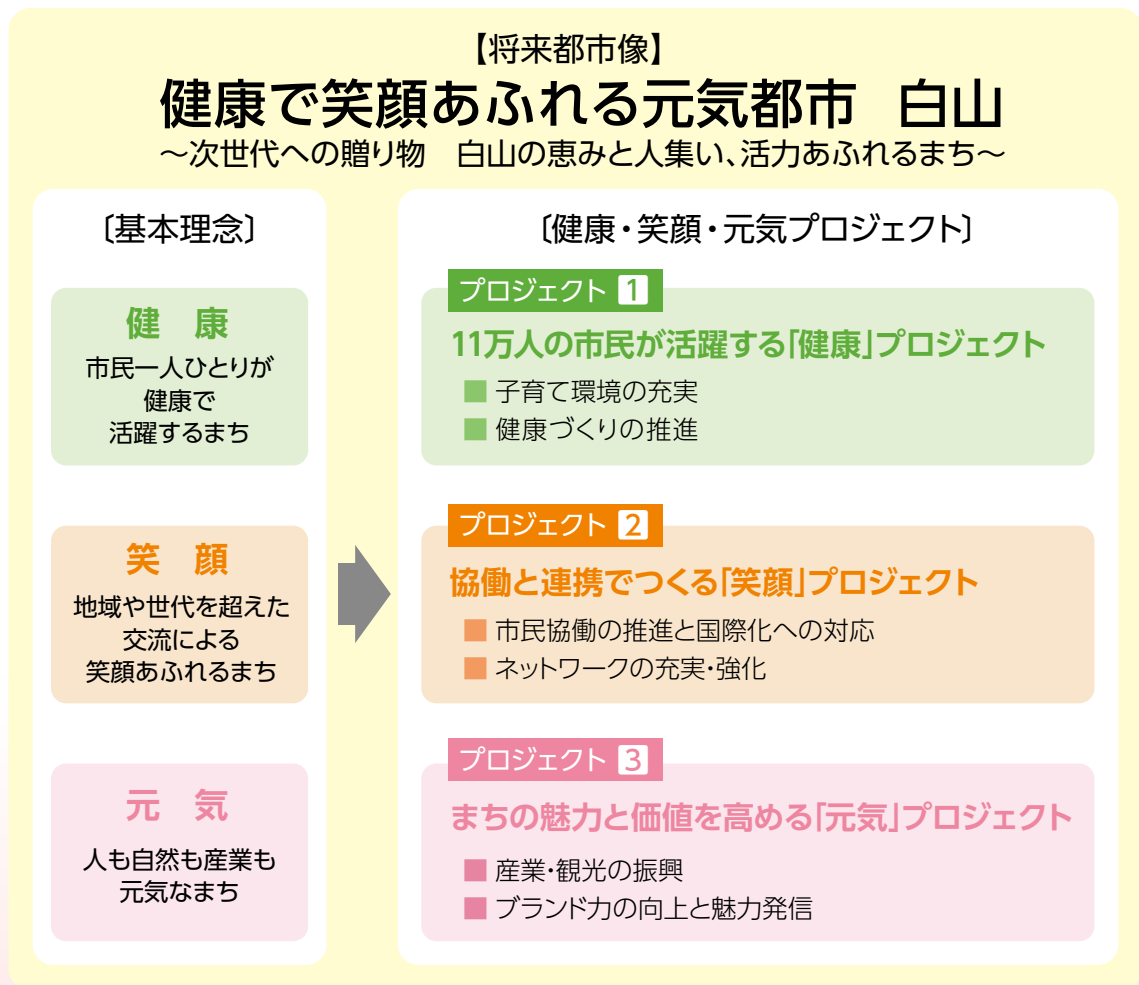 【将来都市像】
健康で笑顔あふれる元気都市　白山
～次世代への贈り物　白山の恵みと人集い、活力あふれるまち～
〔基本理念〕
健　康
市民一人ひとりが
健康で
活躍するまち
笑　顔
地域や世代を超えた
交流による
笑顔あふれるまち
元　気
人も自然も産業も
元気なまち
〔健康・笑顔・元気プロジェクト〕
プロジェクト 1
11万人の市民が活躍する「健康」プロジェクト
■ 子育て環境の充実
■ 健康づくりの推進
プロジェクト 2
協働と連携でつくる「笑顔」プロジェクト
■ 市民協働の推進と国際化への対応
■ ネットワークの充実・強化
プロジェクト 3
まちの魅力と価値を高める「元気」プロジェクト
■ 産業・観光の振興
■ ブランド力の向上と魅力発信